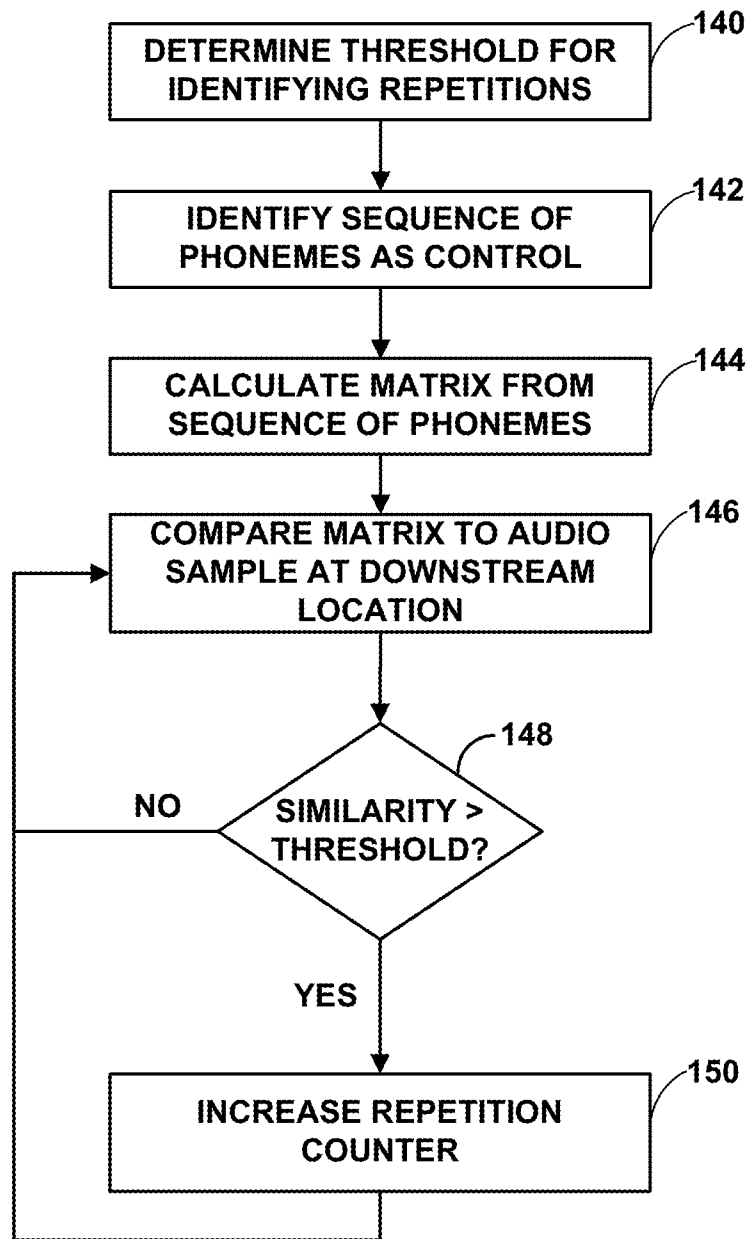 140
DETERMINE THRESHOLD FOR
IDENTIFYING REPETITIONS
142
IDENTIFY SEQUENCE OF
PHONEMES AS CONTROL
144
CALCULATE MATRIX FROM
SEQUENCE OF PHONEMES
146
COMPARE MATRIX TO AUDIO
SAMPLE AT DOWNSTREAM
LOCATION
148
NO
SIMILARITY >
THRESHOLD?
YES
150
INCREASE REPETITION
COUNTER